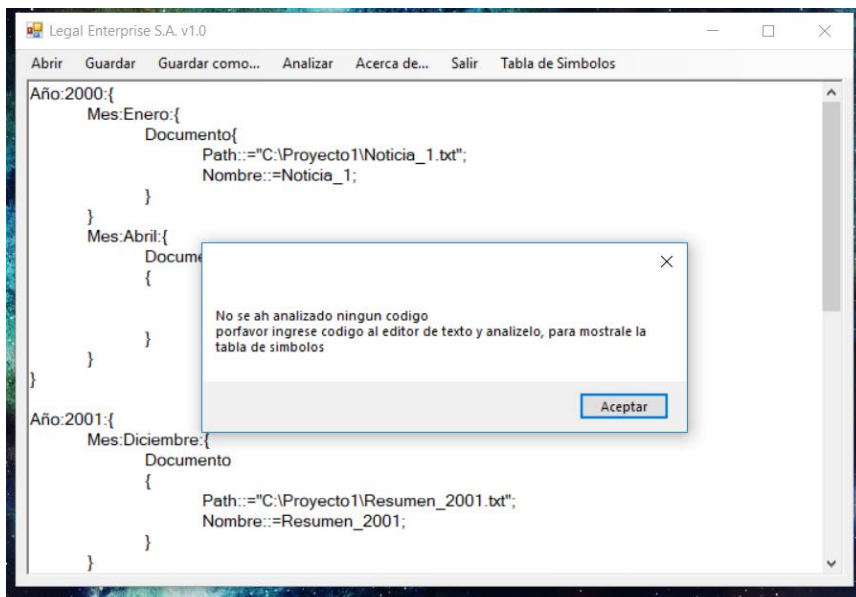 Legal Enterprise S.A. v1.0
Abrir Guardar Guardar como... Analizar Acerca de... Salir Tabla de Simbolos
Año:2000:{
Mes:Enero:{
Documento{
Path::="C:\Proyecto1\Noticia_1.txt";
Nombre::=Noticia_1;
}
}
Mes:Abril:{
{
}
}
}
No se ah analizado ningun codigo
porfavor ingrese codigo al editor de texto y analizelo, para mostrale la
tabla de simbolos
Aceptar
Año:2001:{
Mes:Diciembre:{
Documento
{
Path::="C:\Proyecto1\Resumen_2001.txt";
Nombre::=Resumen_2001;
}
}